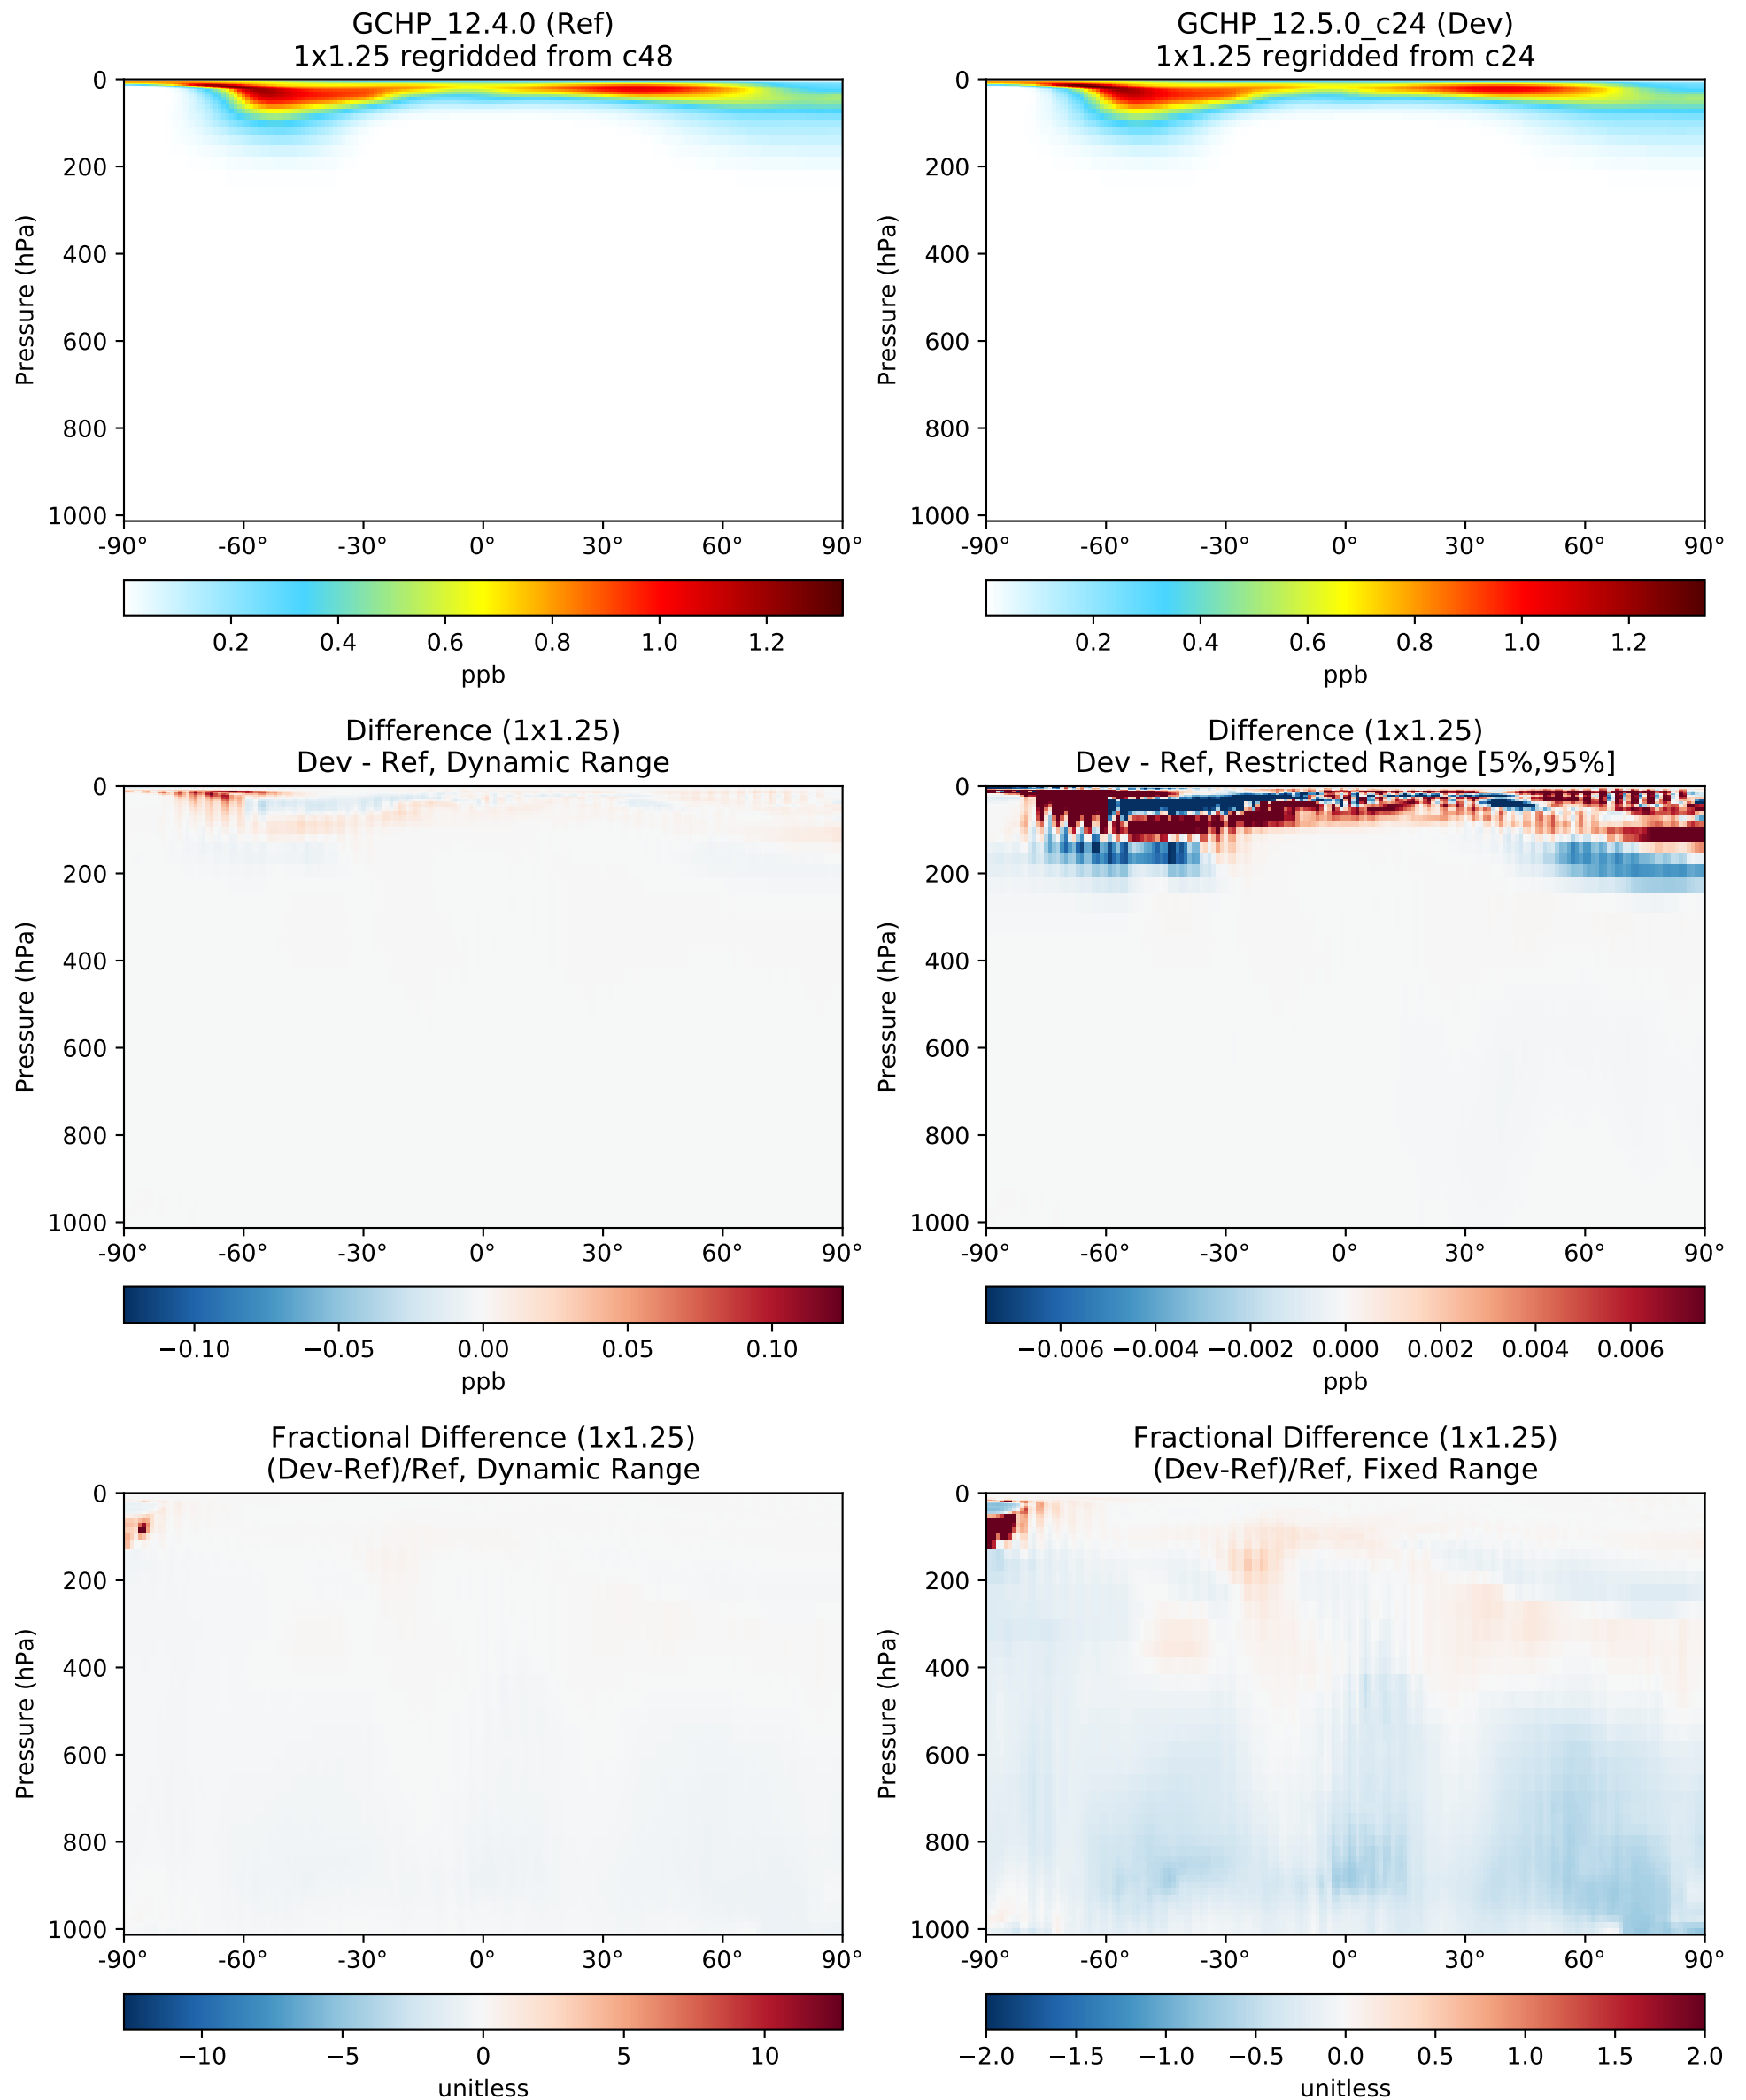 GCHP_12.4.0 (Ref)
1x1.25 regridded from c48
0
200
400
600
800
1000
Pressure (hPa)
-90° -60° -30° 0° 30° 60° 90°
0.2 0.4 0.6 0.8 1.0 1.2
ppb
GCHP_12.5.0_c24 (Dev)
1x1.25 regridded from c24
0
200
400
600
800
1000
Pressure (hPa)
-90° -60° -30° 0° 30° 60° 90°
0.2 0.4 0.6 0.8 1.0 1.2
ppb
Difference (1x1.25)
Dev - Ref, Dynamic Range
0
200
400
600
800
1000
Pressure (hPa)
-90° -60° -30° 0° 30° 60° 90°
−0.10 −0.05 0.00 0.05 0.10
ppb
Difference (1x1.25)
Dev - Ref, Restricted Range [5%,95%]
0
200
400
600
800
1000
Pressure (hPa)
-90° -60° -30° 0° 30° 60° 90°
−0.006 −0.004 −0.002 0.000 0.002 0.004 0.006
ppb
Fractional Difference (1x1.25)
(Dev-Ref)/Ref, Dynamic Range
0
200
400
600
800
1000
Pressure (hPa)
-90° -60° -30° 0° 30° 60° 90°
−10 −5 0 5 10
unitless
Fractional Difference (1x1.25)
(Dev-Ref)/Ref, Fixed Range
0
200
400
600
800
1000
Pressure (hPa)
-90° -60° -30° 0° 30° 60° 90°
−2.0 −1.5 −1.0 −0.5 0.0 0.5 1.0 1.5 2.0
unitless